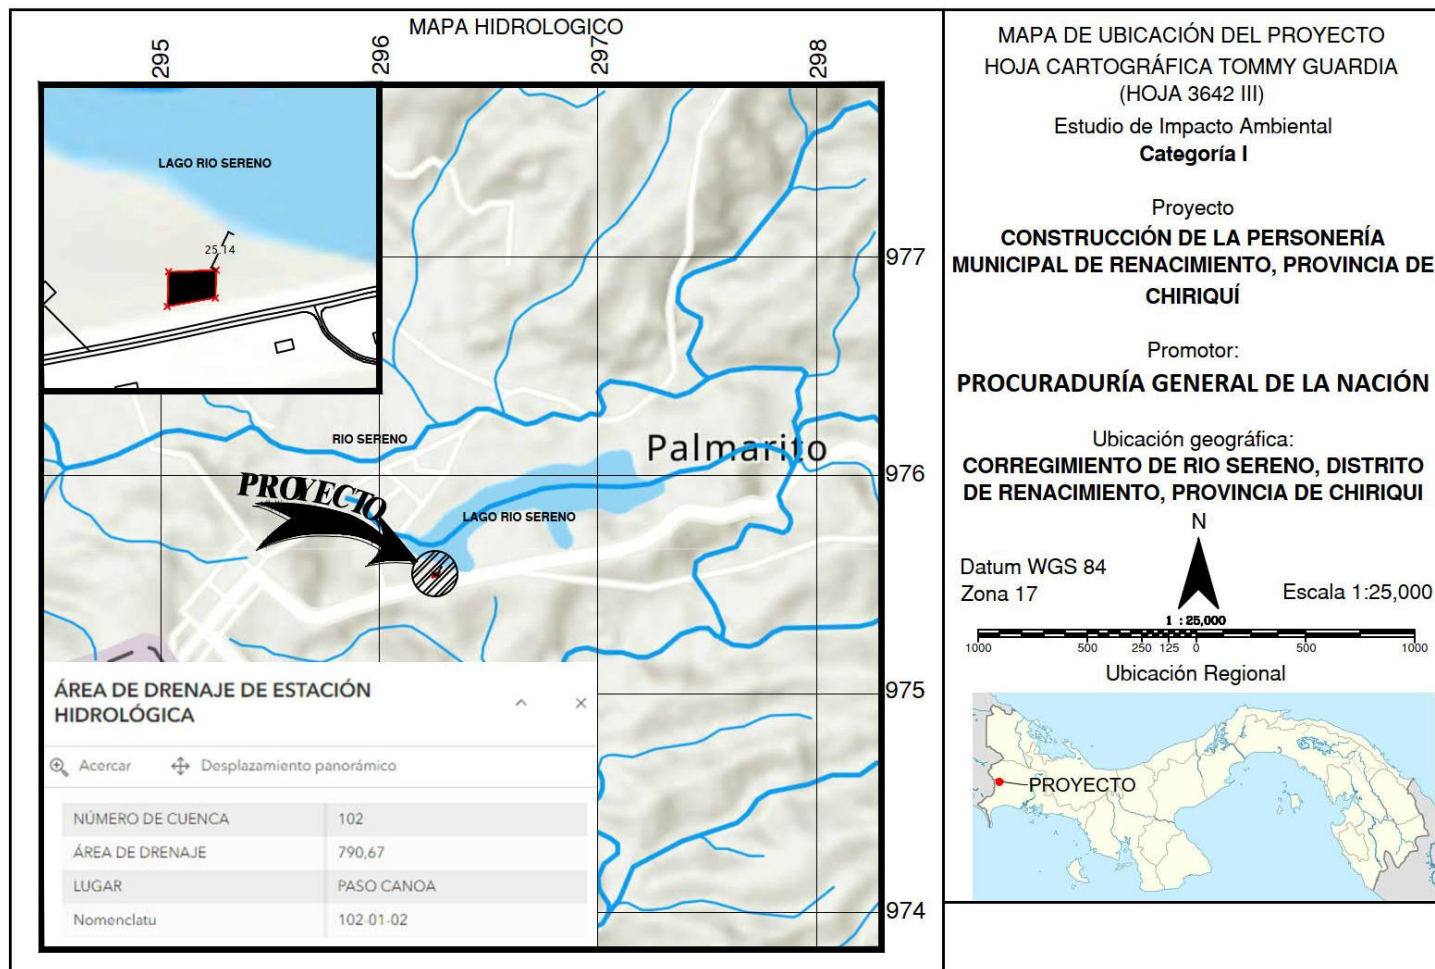 MAPA HIDROLOGICO
295
296
297
298
LAGO RIO SERENO
25.14
977
RIO SERENO
Palmarito
976
PROYECTO
LAGO RIO SERENO
975
974
ÁREA DE DRENAJE DE ESTACIÓN
HIDROLÓGICA
Acercar
Desplazamiento panorámico
NÚMERO DE CUENCA 102
ÁREA DE DRENAJE 790,67
LUGAR PASO CANOA
Nomenclatu 102-01-02
MAPA DE UBICACIÓN DEL PROYECTO
HOJA CARTOGRÁFICA TOMMY GUARDIA
(HOJA 3642 III)
Estudio de Impacto Ambiental
Categoría I
Proyecto
CONSTRUCCIÓN DE LA PERSONERÍA
MUNICIPAL DE RENACIMIENTO, PROVINCIA DE
CHIRIQUÍ
Promotor:
PROCURADURÍA GENERAL DE LA NACIÓN
Ubicación geográfica:
CORREGIMIENTO DE RIO SERENO, DISTRITO
DE RENACIMIENTO, PROVINCIA DE CHIRIQUI
N
Datum WGS 84
Zona 17
Escala 1:25,000
1 : 25,000
1000 500 250 125 0 500 1000
Ubicación Regional
PROYECTO